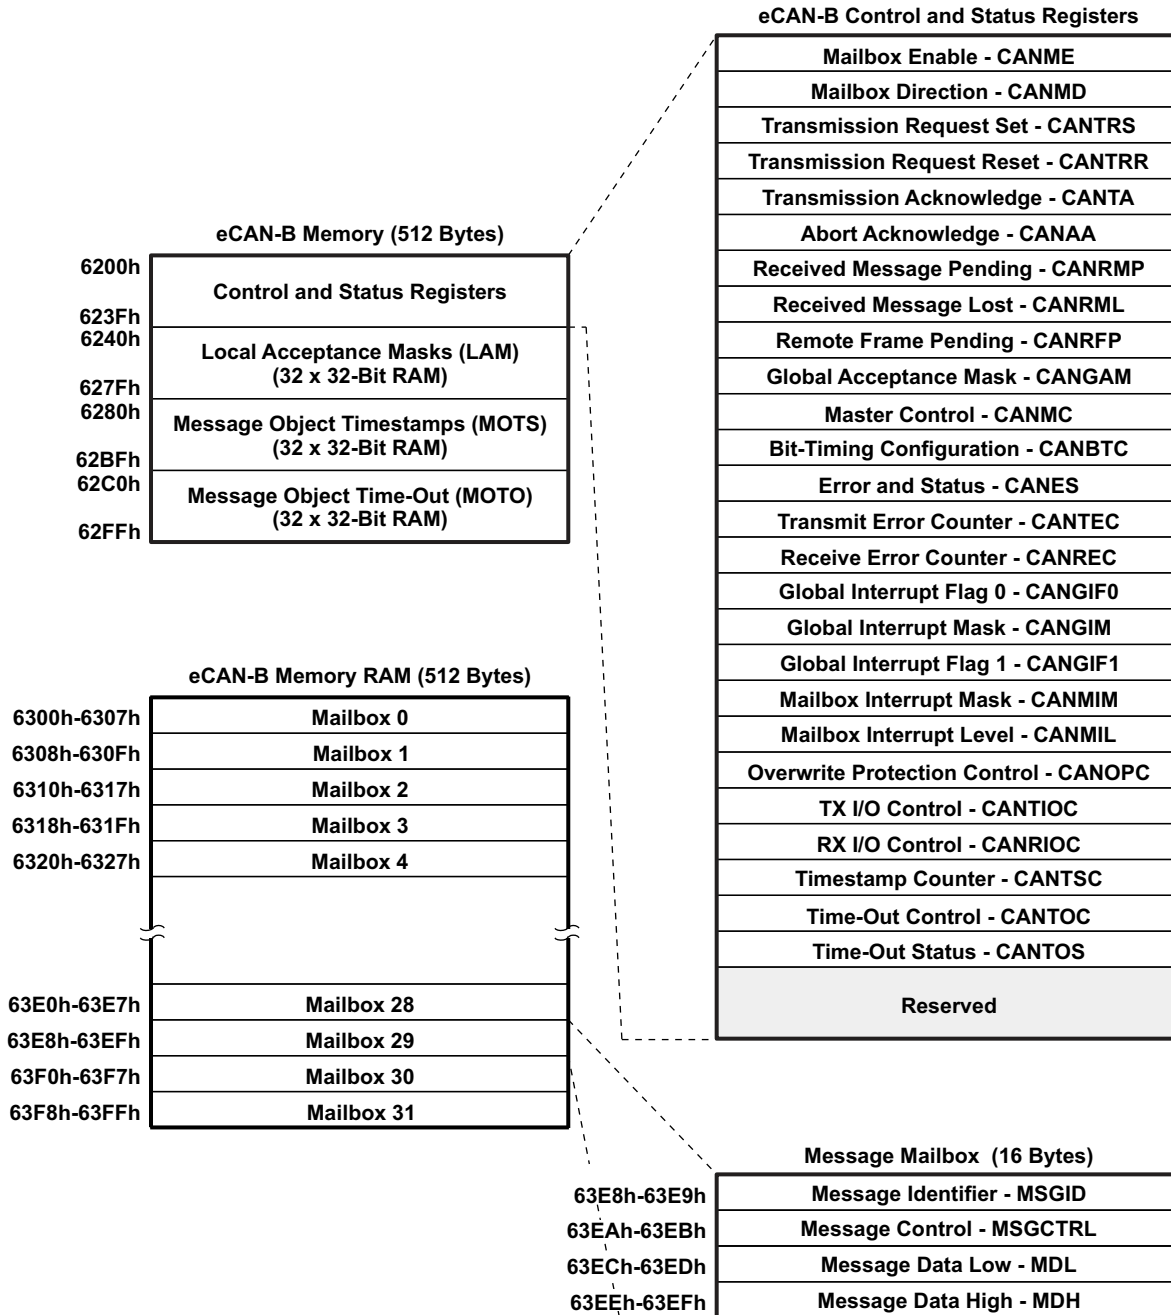 eCAN-B Control and Status Registers
Mailbox Enable - CANME
Mailbox Direction - CANMD
Transmission Request Set - CANTRS
Transmission Request Reset - CANTRR
Transmission Acknowledge - CANTA
Abort Acknowledge - CANAA
Received Message Pending - CANRMP
Received Message Lost - CANRML
Remote Frame Pending - CANRFP
Global Acceptance Mask - CANGAM
Master Control - CANMC
Bit-Timing Configuration - CANBTC
Error and Status - CANES
Transmit Error Counter - CANTEC
Receive Error Counter - CANREC
Global Interrupt Flag 0 - CANGIF0
Global Interrupt Mask - CANGIM
Global Interrupt Flag 1 - CANGIF1
Mailbox Interrupt Mask - CANMIM
Mailbox Interrupt Level - CANMIL
Overwrite Protection Control - CANOPC
TX I/O Control - CANTIOC
RX I/O Control - CANRIOC
Timestamp Counter - CANTSC
Time-Out Control - CANTOC
Time-Out Status - CANTOS
Reserved
eCAN-B Memory (512 Bytes)
6200h
Control and Status Registers
623Fh
6240h
Local Acceptance Masks (LAM)
(32 x 32-Bit RAM)
627Fh
6280h
Message Object Timestamps (MOTS)
(32 x 32-Bit RAM)
62BFh
62C0h
Message Object Time-Out (MOTO)
(32 x 32-Bit RAM)
62FFh
eCAN-B Memory RAM (512 Bytes)
6300h-6307h Mailbox 0
6308h-630Fh Mailbox 1
6310h-6317h Mailbox 2
6318h-631Fh Mailbox 3
6320h-6327h Mailbox 4
63E0h-63E7h Mailbox 28
63E8h-63EFh Mailbox 29
63F0h-63F7h Mailbox 30
63F8h-63FFh Mailbox 31
Message Mailbox (16 Bytes)
63E8h-63E9h Message Identifier - MSGID
63EAh-63EBh Message Control - MSGCTRL
63ECh-63EDh Message Data Low - MDL
63EEh-63EFh Message Data High - MDH